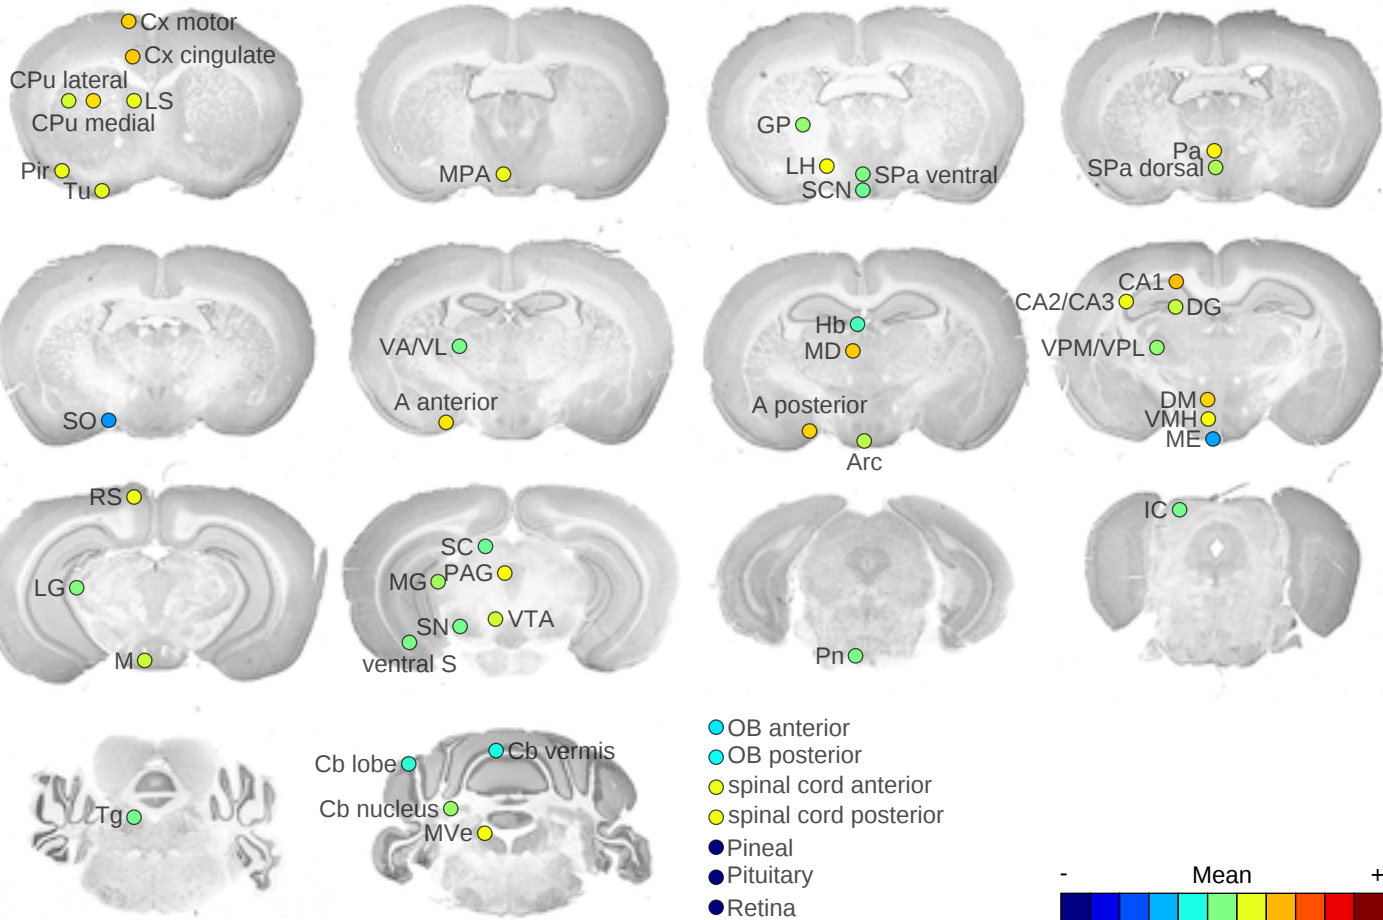 Cx motor
Cx cingulate
CPu lateral
LS
CPu medial
Pir
Tu
MPA
GP
LH
SPa ventral
SCN
Pa
SPa dorsal
SO
VA/VL
A anterior
Hb
MD
A posterior
Arc
CA1
CA2/CA3
DG
VPM/VPL
DM
VMH
ME
RS
LG
M
SC
MG
PAG
SN
VTA
ventral S
Pn
IC
Tg
Cb lobe
Cb vermis
Cb nucleus
MVe
OB anterior
OB posterior
spinal cord anterior
spinal cord posterior
Pineal
Pituitary
Retina
- Mean +